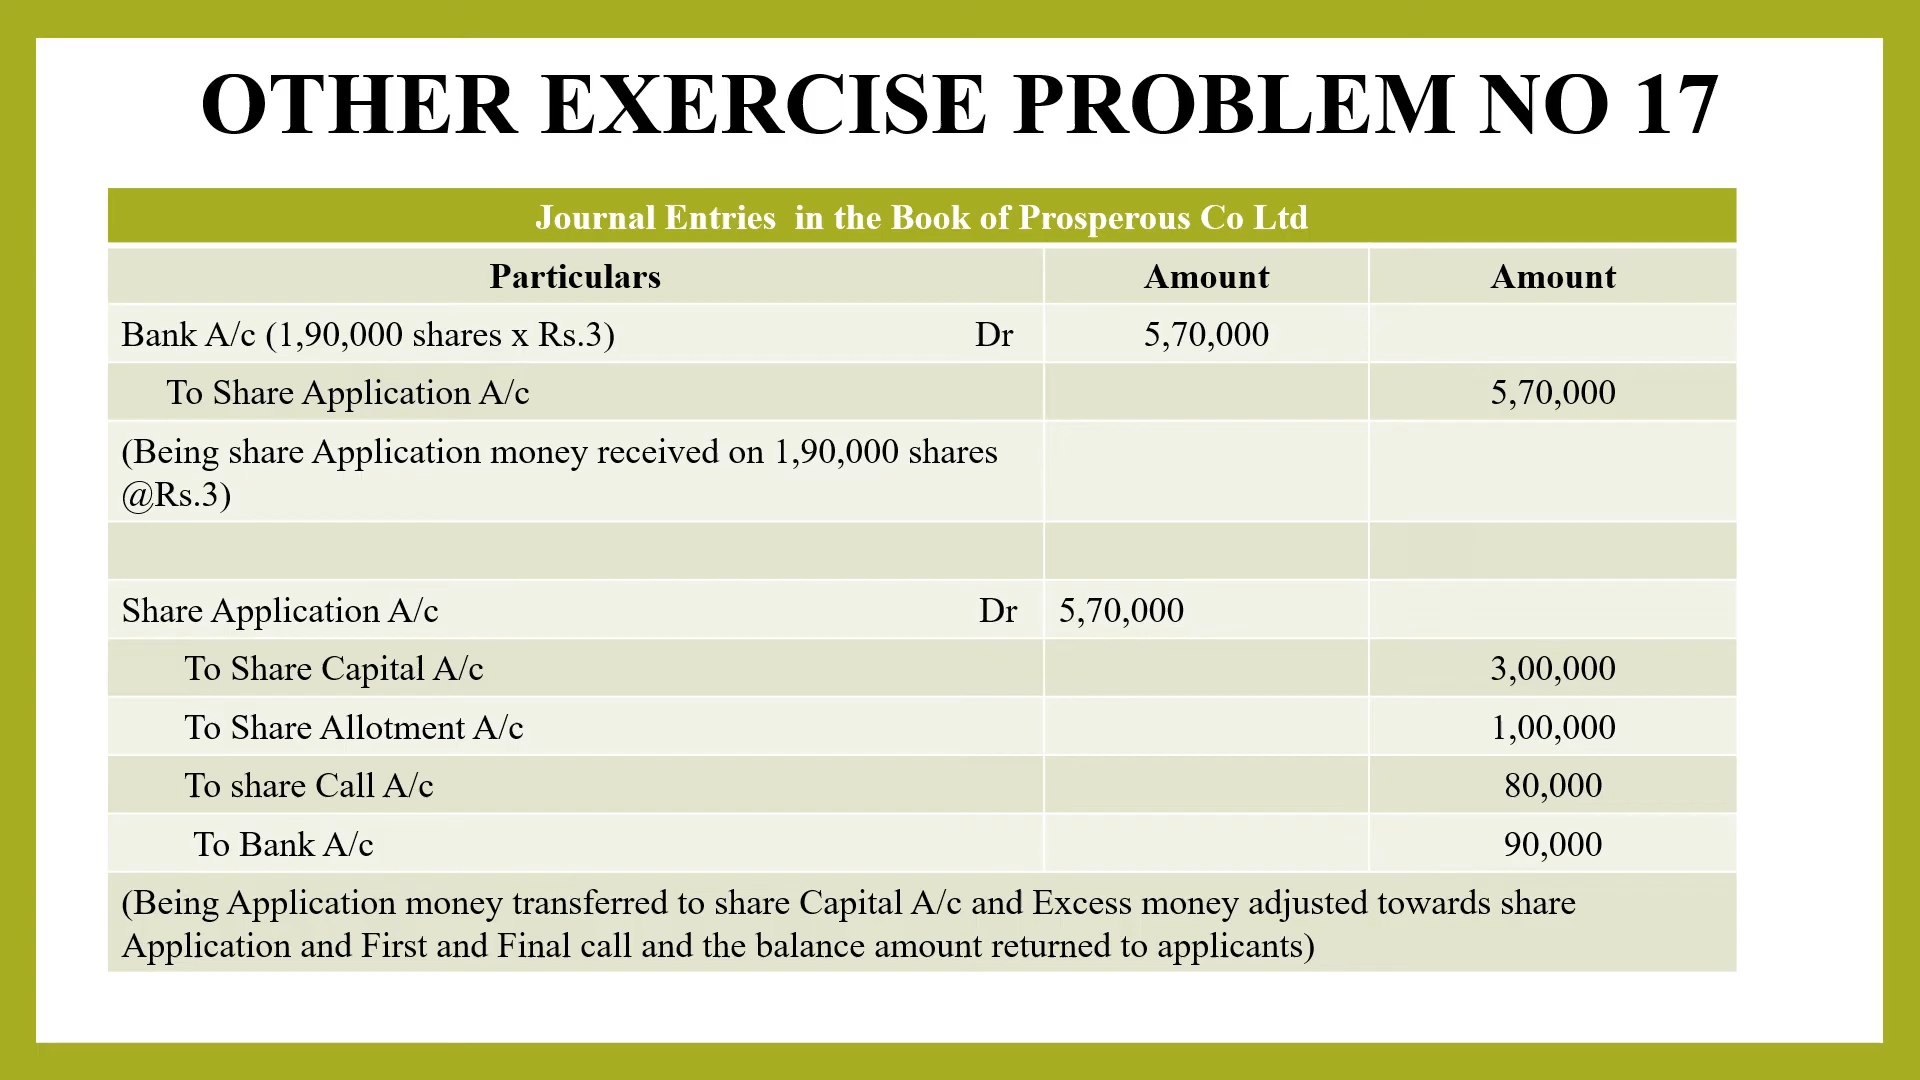 OTHER EXERCISE PROBLEM NO 17
Journal Entries in the Book of Prosperous Co Ltd
Particulars Amount Amount
Bank A/c (1,90,000 shares x Rs.3) Dr 5,70,000
To Share Application A/c 5,70,000
(Being share Application money received on 1,90,000 shares
@Rs.3)
Share Application A/c Dr 5,70,000
To Share Capital A/c 3,00,000
To Share Allotment A/c 1,00,000
To share Call A/c 80,000
To Bank A/c 90,000
(Being Application money transferred to share Capital A/c and Excess money adjusted towards share
Application and First and Final call and the balance amount returned to applicants)